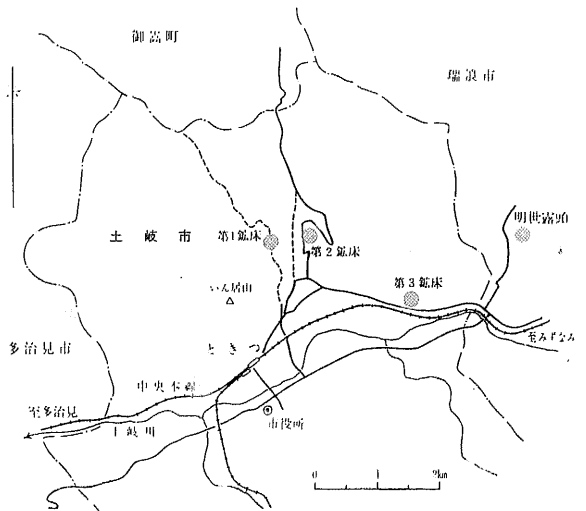 御嵩町
瑞浪市
土岐市
第1鉱床
第2鉱床
明世露頭
いん居山
第3鉱床
多治見市
ときつ
至みずなみ
中央本線
至多治見
土岐川
市役所
0 1 2km